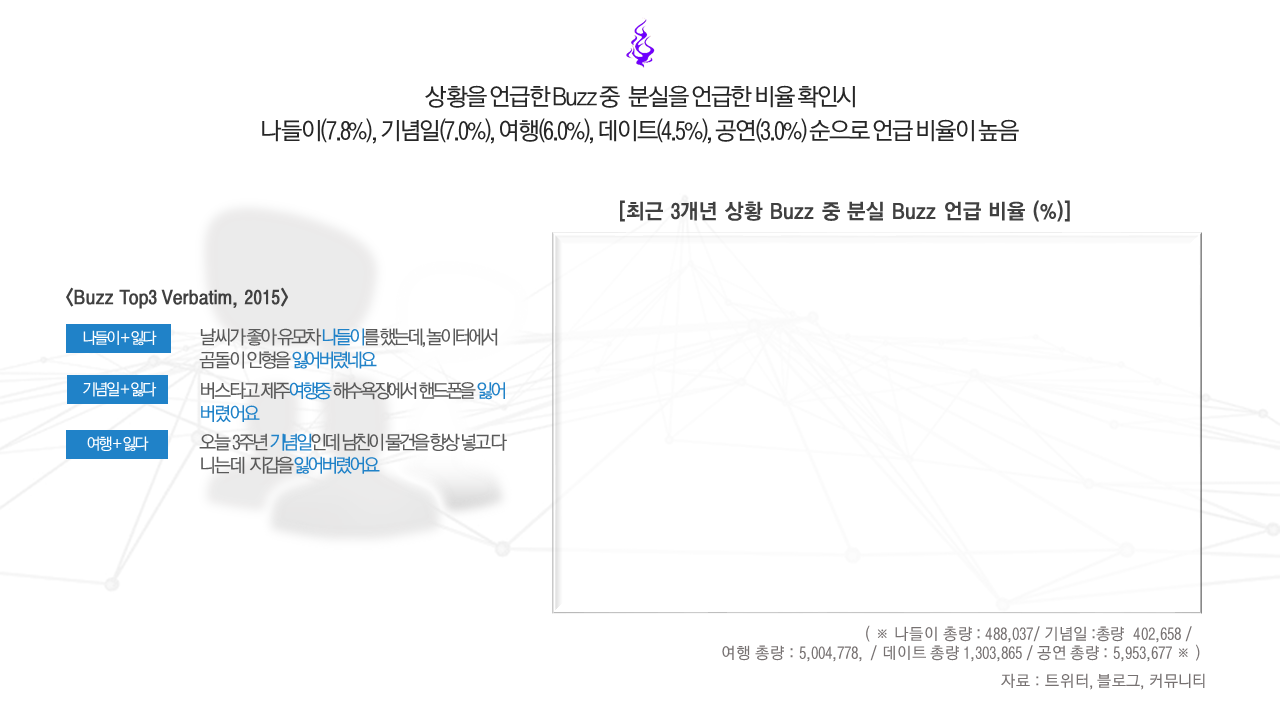 상황을 언급한 Buzz 중 분실을 언급한 비율 확인시
나들이(7.8%), 기념일(7.0%), 여행(6.0%), 데이트(4.5%), 공연(3.0%) 순으로 언급 비율이 높음
[최근 3개년 상황 Buzz 중 분실 Buzz 언급 비율 (%)]
<Buzz Top3 Verbatim, 2015>
나들이 + 잃다
날씨가 좋아 유모차 나들이를 했는데, 놀이터에서
곰돌이 인형을 잃어버렸네요
기념일 + 잃다
버스타고 제주여행중 해수욕장에서 핸드폰을 잃어
버렸어요
여행 + 잃다
오늘 3주년 기념일인데 남친이 물건을 항상 넣고 다
니는데 지갑을 잃어버렸어요
( ※ 나들이 총량 : 488,037/ 기념일 :총량 402,658 /
여행 총량 : 5,004,778, / 데이트 총량 1,303,865 / 공연 총량 : 5,953,677 ※ )
자료 : 트위터, 블로그, 커뮤니티